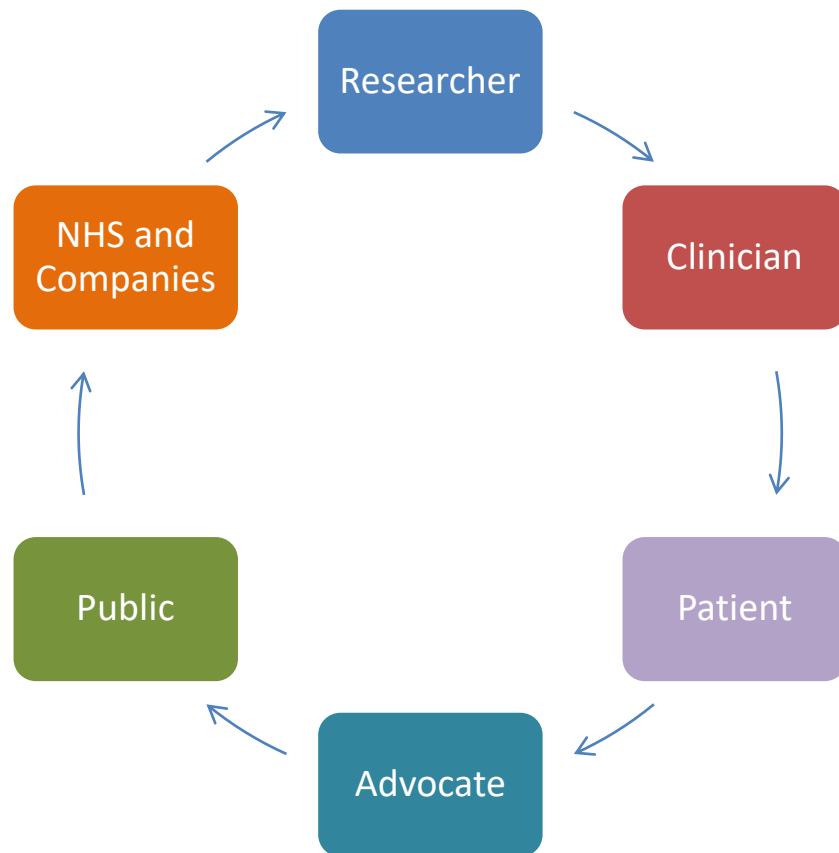 Researcher
Clinician
Patient
Advocate
Public
NHS and
Companies